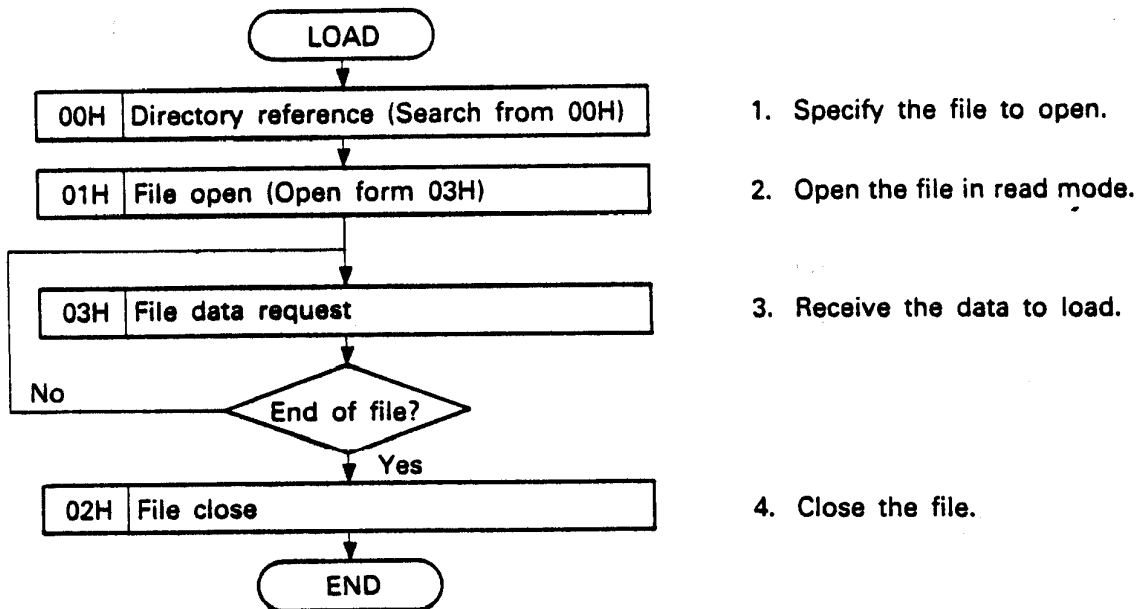 LOAD
00H Directory reference (Search from 00H) 1. Specify the file to open.
01H File open (Open form 03H) 2. Open the file in read mode.
03H File data request 3. Receive the data to load.
No
End of file?
Yes
02H File close 4. Close the file.
END